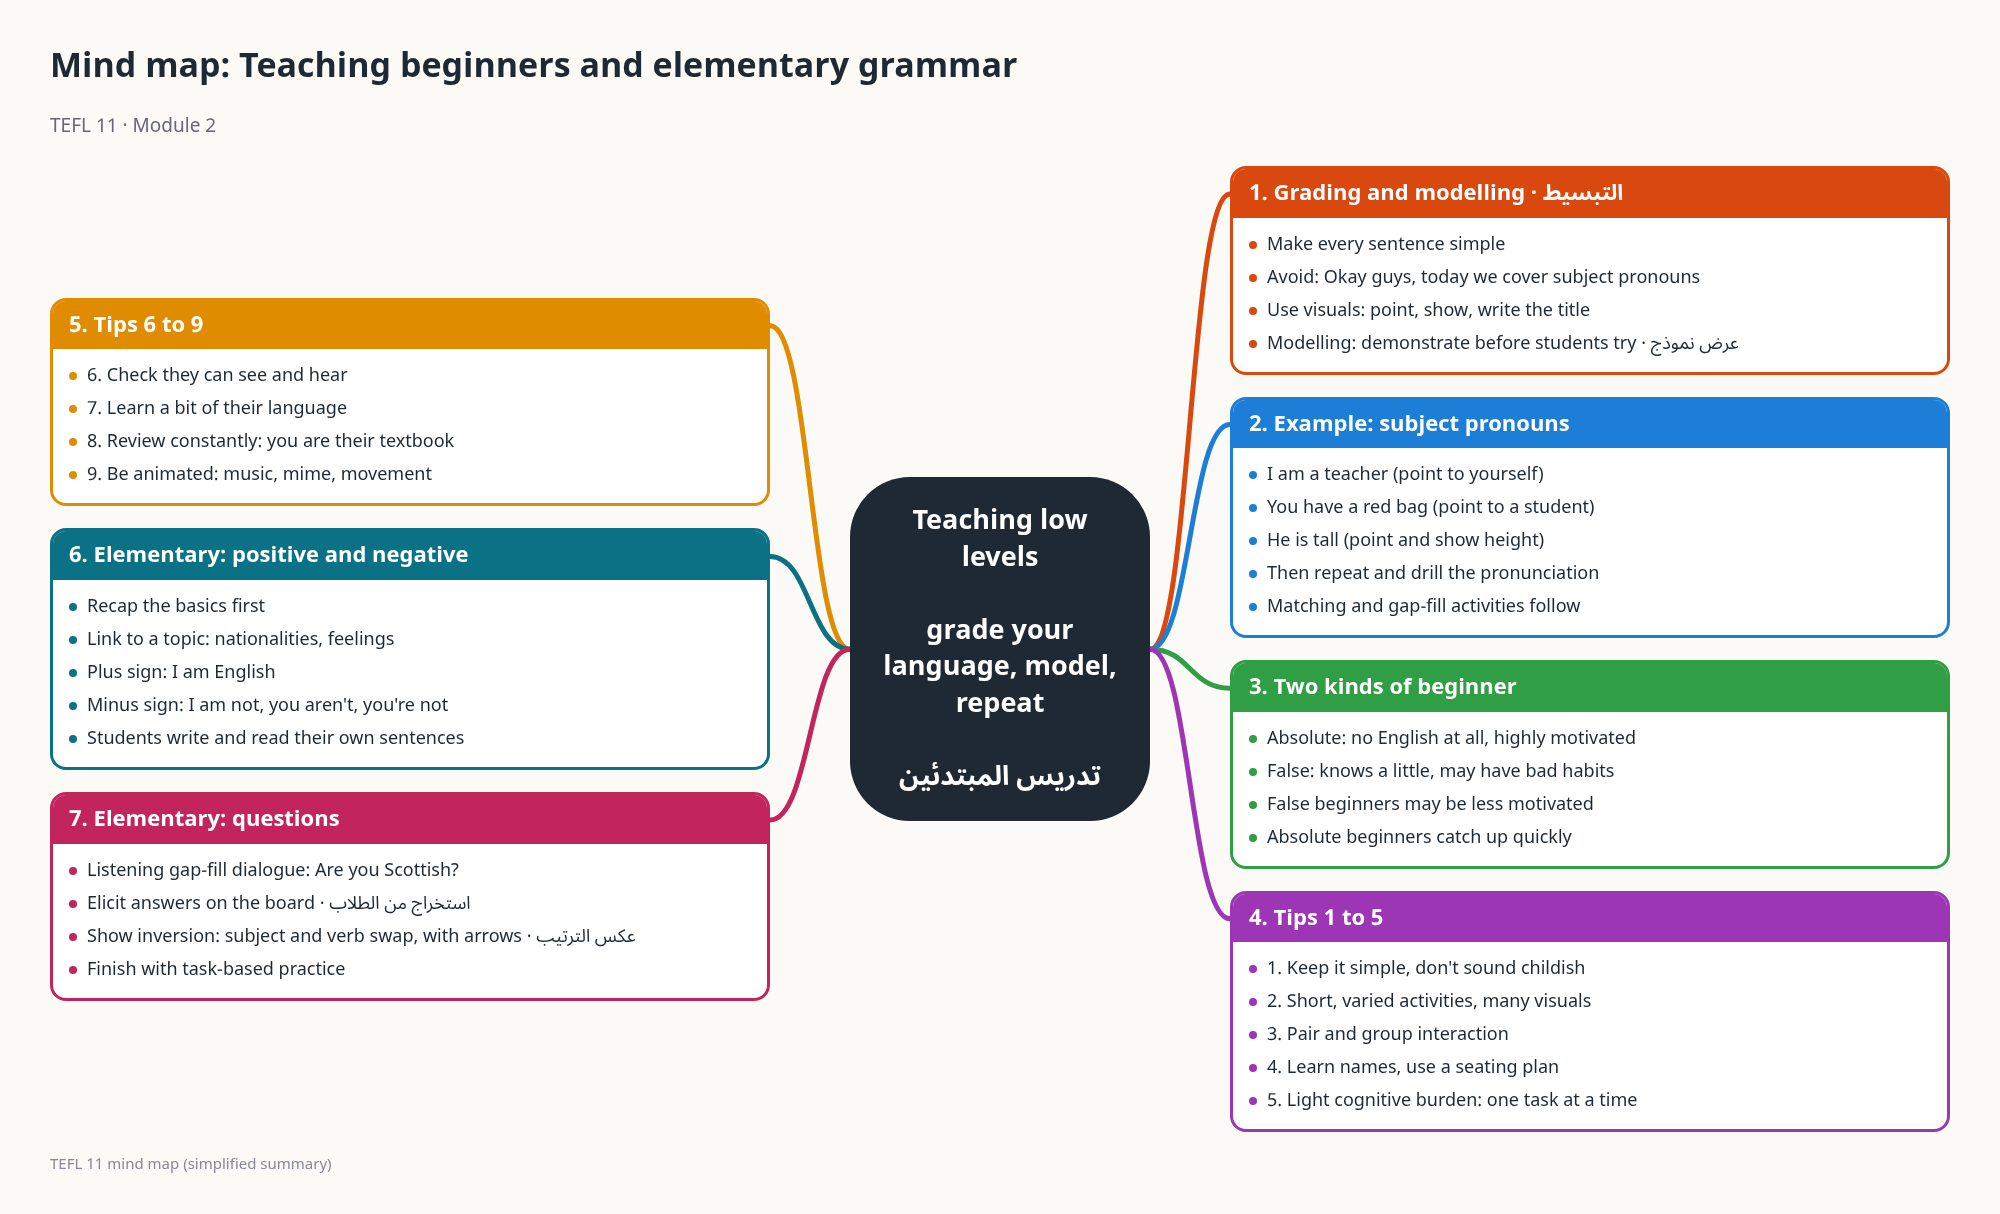 Mind map: Teaching beginners and elementary grammar
TEFL 11 · Module 2
1. Grading and modelling · التبسيط
Make every sentence simple
Avoid: Okay guys, today we cover subject pronouns
Use visuals: point, show, write the title
Modelling: demonstrate before students try · عرض نموذج
2. Example: subject pronouns
I am a teacher (point to yourself)
You have a red bag (point to a student)
He is tall (point and show height)
Then repeat and drill the pronunciation
Matching and gap-fill activities follow
3. Two kinds of beginner
Absolute: no English at all, highly motivated
False: knows a little, may have bad habits
False beginners may be less motivated
Absolute beginners catch up quickly
4. Tips 1 to 5
1. Keep it simple, don't sound childish
2. Short, varied activities, many visuals
3. Pair and group interaction
4. Learn names, use a seating plan
5. Light cognitive burden: one task at a time
5. Tips 6 to 9
6. Check they can see and hear
7. Learn a bit of their language
8. Review constantly: you are their textbook
9. Be animated: music, mime, movement
6. Elementary: positive and negative
Recap the basics first
Link to a topic: nationalities, feelings
Plus sign: I am English
Minus sign: I am not, you aren't, you're not
Students write and read their own sentences
7. Elementary: questions
Listening gap-fill dialogue: Are you Scottish?
Elicit answers on the board · استخراج من الطلاب
Show inversion: subject and verb swap, with arrows · عكس الترتيب
Finish with task-based practice
Teaching low
levels
grade your
language, model,
repeat
تدريس المبتدئين
TEFL 11 mind map (simplified summary)